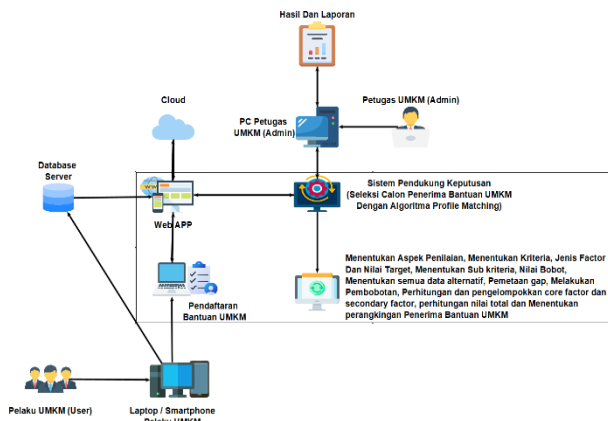 Hasil Dan Laporan
Cloud
PC Petugas
UMKM (Admin)
Petugas UMKM (Admin)
Database
Server
WWW
Web APP
Sistem Pendukung Keputusan
(Seleksi Calon Penerima Bantuan UMKM
Dengan Algoritma Profile Matching)
Menentukan Aspek Penilaian, Menentukan Kriteria, Jenis Factor
Dan Nilai Target, Menentukan Sub kriteria, Nilai Bobot,
Menentukan semua data alternatif, Pemetaan gap, Melakukan
Pembobotan, Perhitungan dan pengelompokkan core factor dan
secondary factor, perhitungan nilai total dan Menentukan
perangkingan Penerima Bantuan UMKM
Pendaftaran
Bantuan UMKM
Pelaku UMKM (User)
Laptop / Smartphone
Pelaku UMKM